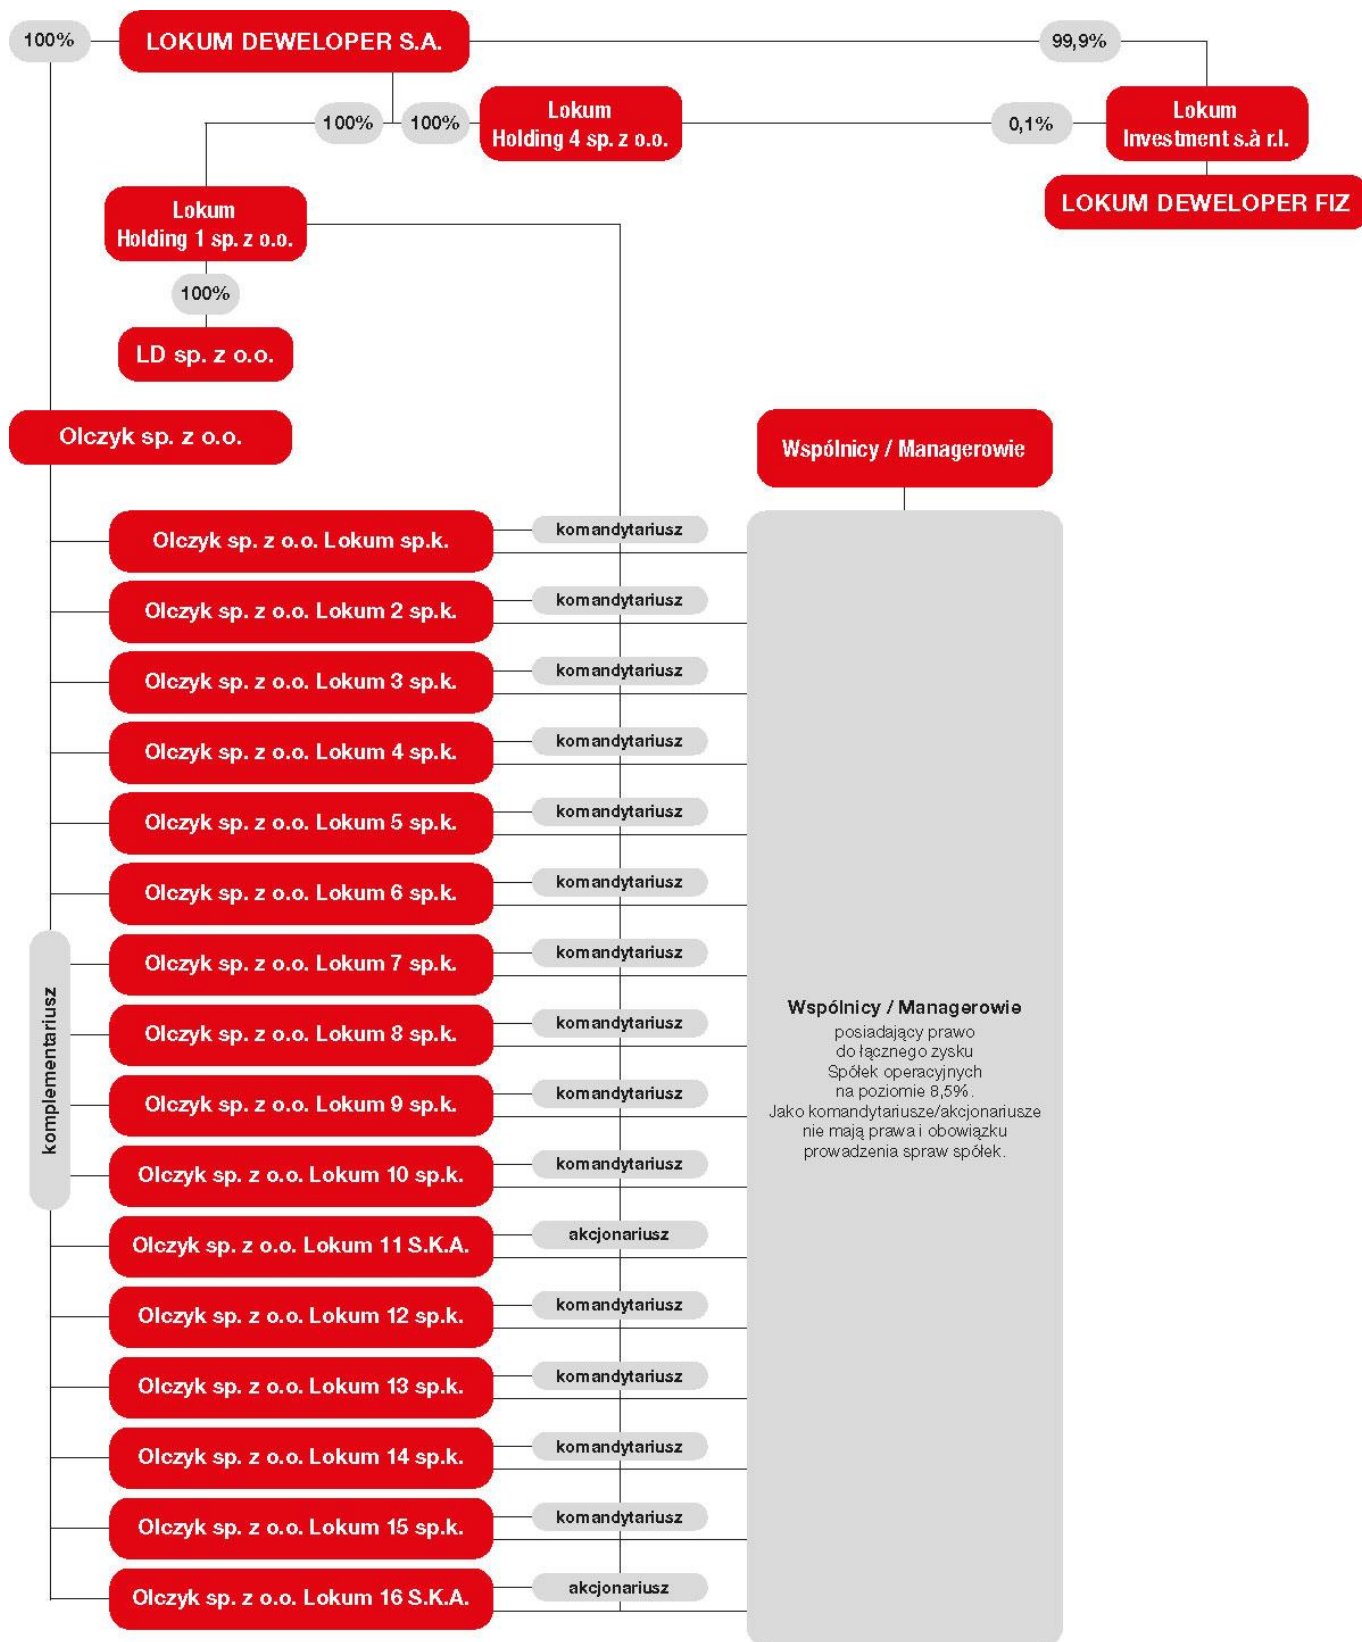 100%
LOKUM DEWELOPER S.A.
99,9%
100%
100%
Lokum
Holding 4 sp. z o.o.
0,1%
Lokum
Investment s.à r.l.
LOKUM DEWELOPER FIZ
Lokum
Holding 1 sp. z o.o.
100%
LD sp. z o.o.
Olczyk sp. z o.o.
Wspólnicy / Managerowie
Olczyk sp. z o.o. Lokum sp.k.
komandytariusz
Olczyk sp. z o.o. Lokum 2 sp.k.
komandytariusz
Olczyk sp. z o.o. Lokum 3 sp.k.
komandytariusz
Olczyk sp. z o.o. Lokum 4 sp.k.
komandytariusz
Olczyk sp. z o.o. Lokum 5 sp.k.
komandytariusz
Olczyk sp. z o.o. Lokum 6 sp.k.
komandytariusz
Olczyk sp. z o.o. Lokum 7 sp.k.
komandytariusz
Olczyk sp. z o.o. Lokum 8 sp.k.
komandytariusz
Olczyk sp. z o.o. Lokum 9 sp.k.
komandytariusz
Olczyk sp. z o.o. Lokum 10 sp.k.
komandytariusz
Olczyk sp. z o.o. Lokum 11 S.K.A.
akcjonariusz
Olczyk sp. z o.o. Lokum 12 sp.k.
komandytariusz
Olczyk sp. z o.o. Lokum 13 sp.k.
komandytariusz
Olczyk sp. z o.o. Lokum 14 sp.k.
komandytariusz
Olczyk sp. z o.o. Lokum 15 sp.k.
komandytariusz
Olczyk sp. z o.o. Lokum 16 S.K.A.
akcjonariusz
komplementariusz
Wspólnicy / Managerowie
posiadający prawo
do łącznego zysku
Spółek operacyjnych
na poziomie 8,5%.
Jako komandytariusze/akcjonariusze
nie mają prawa i obowiązku
prowadzenia spraw spółek.